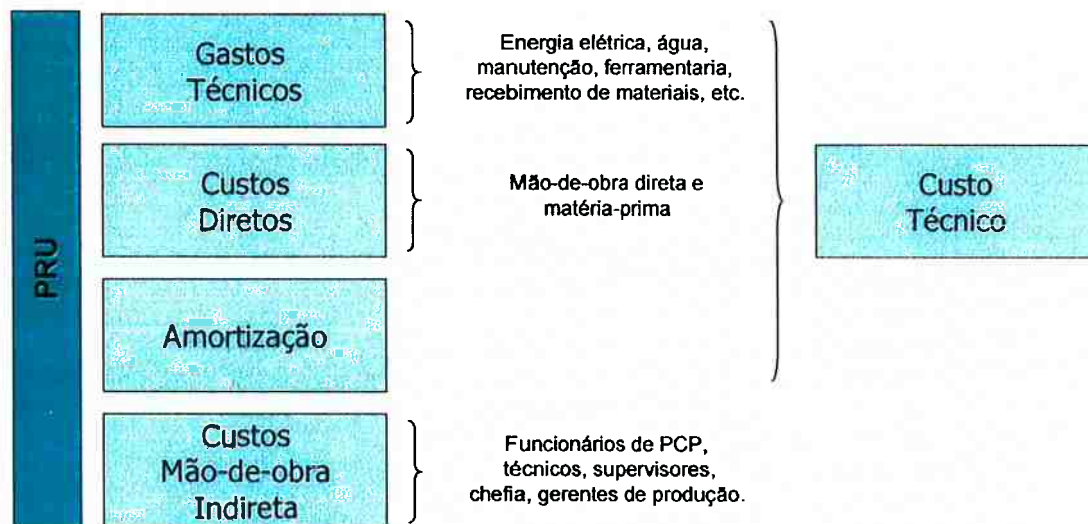 PRU
Gastos
Técnicos
Energia elétrica, água,
manutenção, ferramentaria,
recebimento de materiais, etc.
Custos
Diretos
Mão-de-obra direta e
matéria-prima
Custo
Técnico
Amortização
Custos
Mão-de-obra
Indireta
Funcionários de PCP,
técnicos, supervisores,
chefia, gerentes de produção.